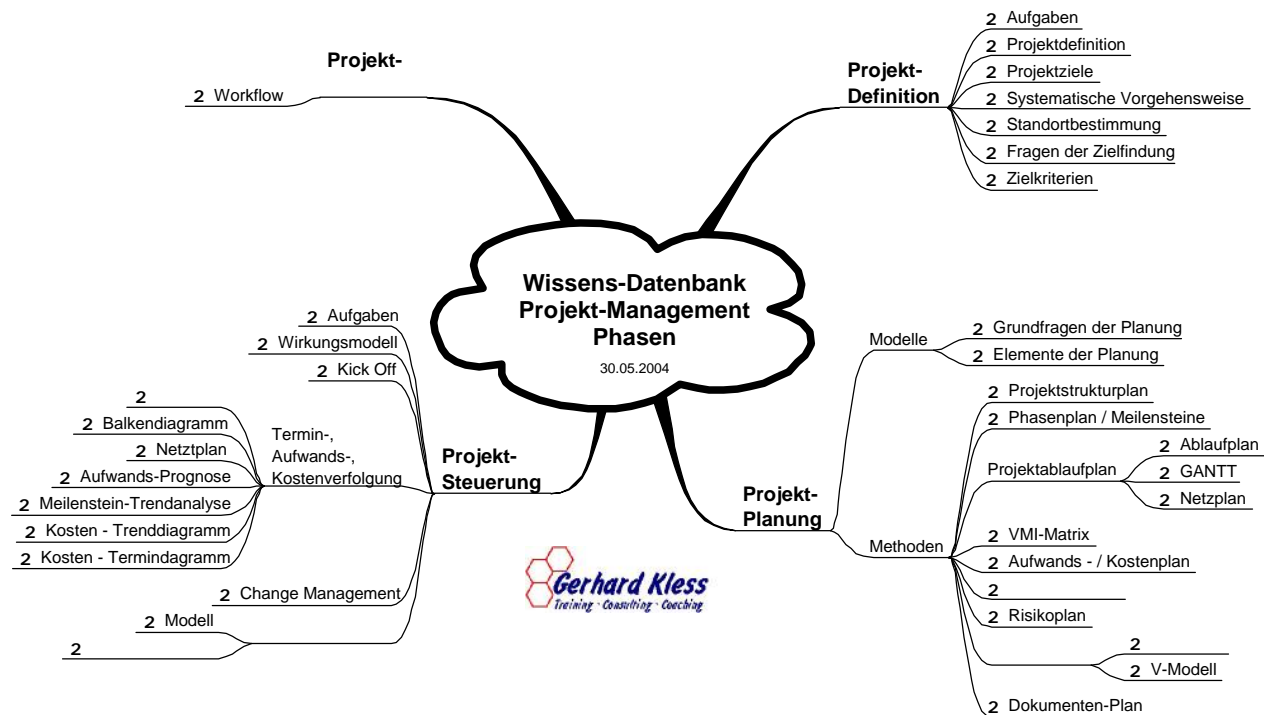 Projekt-
2 Workflow
Projekt-
Definition
2 Aufgaben
2 Projektdefinition
2 Projektziele
2 Systematische Vorgehensweise
2 Standortbestimmung
2 Fragen der Zielfindung
2 Zielkriterien
Wissens-Datenbank
Projekt-Management
Phasen
30.05.2004
2 Aufgaben
2 Wirkungsmodell
2 Kick Off
2
2 Balkendiagramm
2 Netztplan
2 Aufwands-Prognose
2 Meilenstein-Trendanalyse
2 Kosten - Trenddiagramm
2 Kosten - Termindagramm
Termin-,
Aufwands-,
Kostenverfolgung
Projekt-
Steuerung
2 Change Management
2 Modell
2
Projekt-
Planung
Modelle
2 Grundfragen der Planung
2 Elemente der Planung
Methoden
2 Projektstrukturplan
2 Phasenplan / Meilensteine
Projektablaufplan
2 Ablaufplan
2 GANTT
2 Netzplan
2 VMI-Matrix
2 Aufwands - / Kostenplan
2
2 Risikoplan
2
2 V-Modell
2 Dokumenten-Plan
Gerhard Kless
Training · Consulting · Coaching